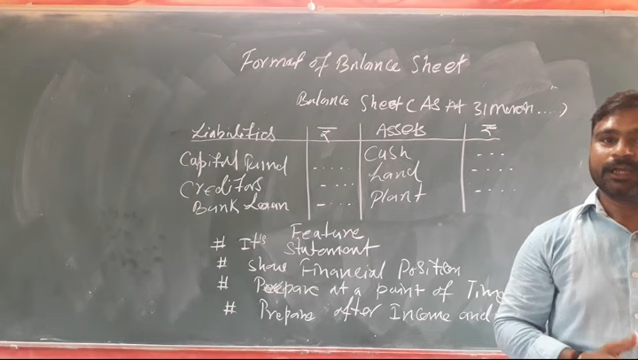 Format of Balance Sheet
Balance Sheet (AS At 31 March ....)
Liabilities ₹ Assets ₹
Capital Fund ..... Cash ...
Creditors .... Land .....
Bank Loan .... Plant .....
Feature
# It is Statement
# Show Financial Position
# Prepare at a point of Time
# Prepare after Income and